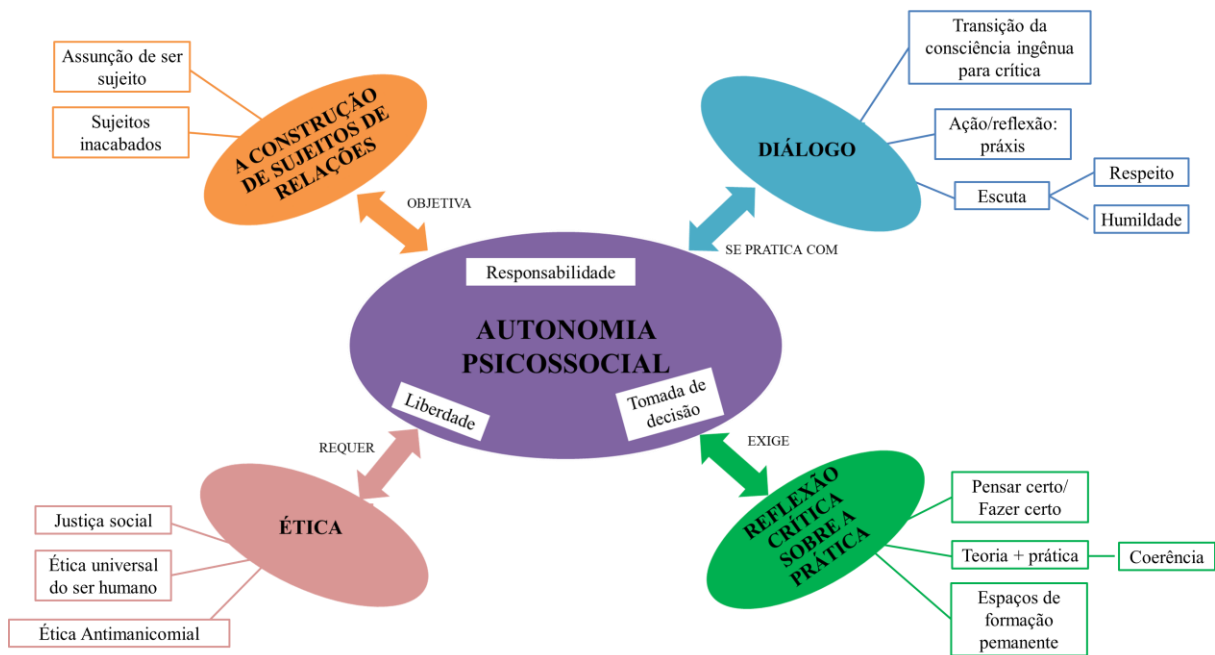 Assunção de ser
sujeito
Sujeitos
inacabados
A CONSTRUÇÃO
DE SUJEITOS DE
RELAÇÕES
OBJETIVA
Transição da
consciência ingênua
para crítica
DIÁLOGO
Ação/reflexão:
práxis
Escuta
Respeito
Humildade
SE PRATICA COM
Responsabilidade
AUTONOMIA
PSICOSSOCIAL
Liberdade
Tomada de
decisão
REQUER
EXIGE
ÉTICA
Justiça social
Ética universal
do ser humano
Ética Antimanicomial
REFLEXÃO
CRÍTICA
SOBRE A
PRÁTICA
Pensar certo/
Fazer certo
Teoria + prática
Coerência
Espaços de
formação
pemanente